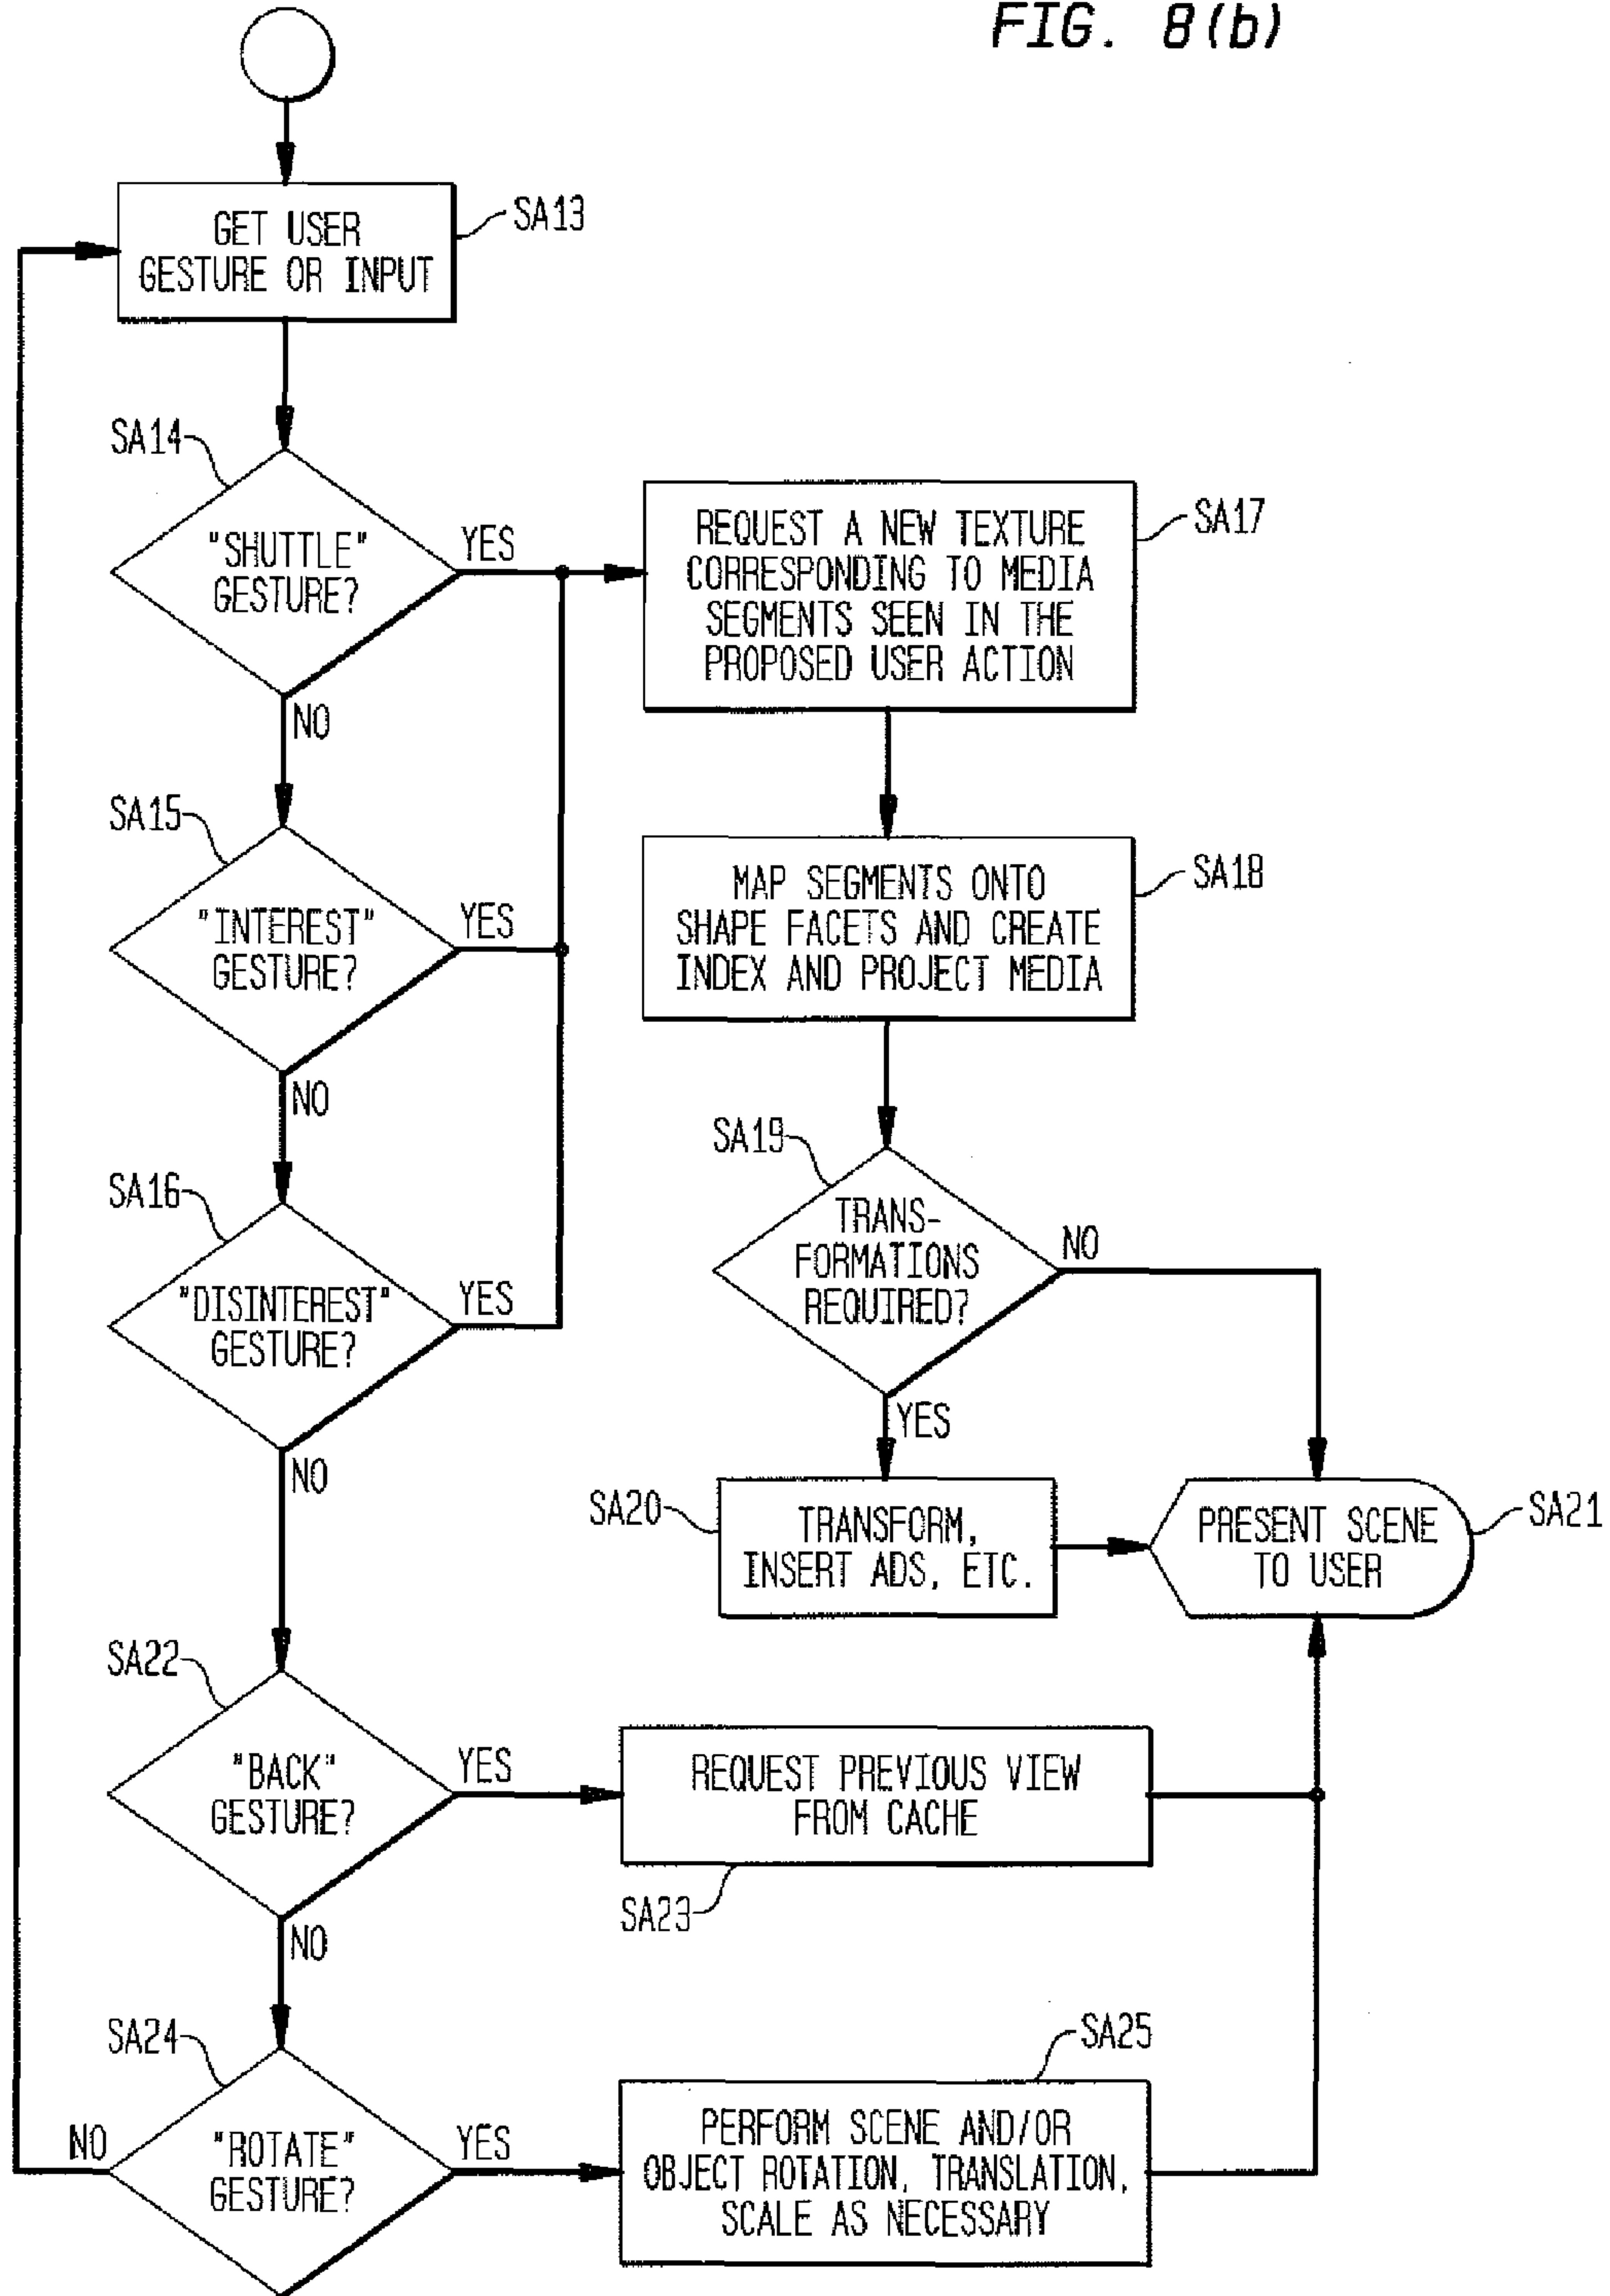 FIG. 8(b)
GET USER
GESTURE OR INPUT
SA13
SA14
"SHUTTLE"
GESTURE?
YES
NO
REQUEST A NEW TEXTURE
CORRESPONDING TO MEDIA
SEGMENTS SEEN IN THE
PROPOSED USER ACTION
SA17
SA15
"INTEREST"
GESTURE?
YES
NO
MAP SEGMENTS ONTO
SHAPE FACETS AND CREATE
INDEX AND PROJECT MEDIA
SA18
SA16
"DISINTEREST"
GESTURE?
YES
NO
SA19
TRANS-
FORMATIONS
REQUIRED?
NO
YES
SA20
TRANSFORM,
INSERT ADS, ETC.
PRESENT SCENE
TO USER
SA21
SA22
"BACK"
GESTURE?
YES
NO
REQUEST PREVIOUS VIEW
FROM CACHE
SA23
SA24
"ROTATE"
GESTURE?
NO
YES
SA25
PERFORM SCENE AND/OR
OBJECT ROTATION, TRANSLATION,
SCALE AS NECESSARY